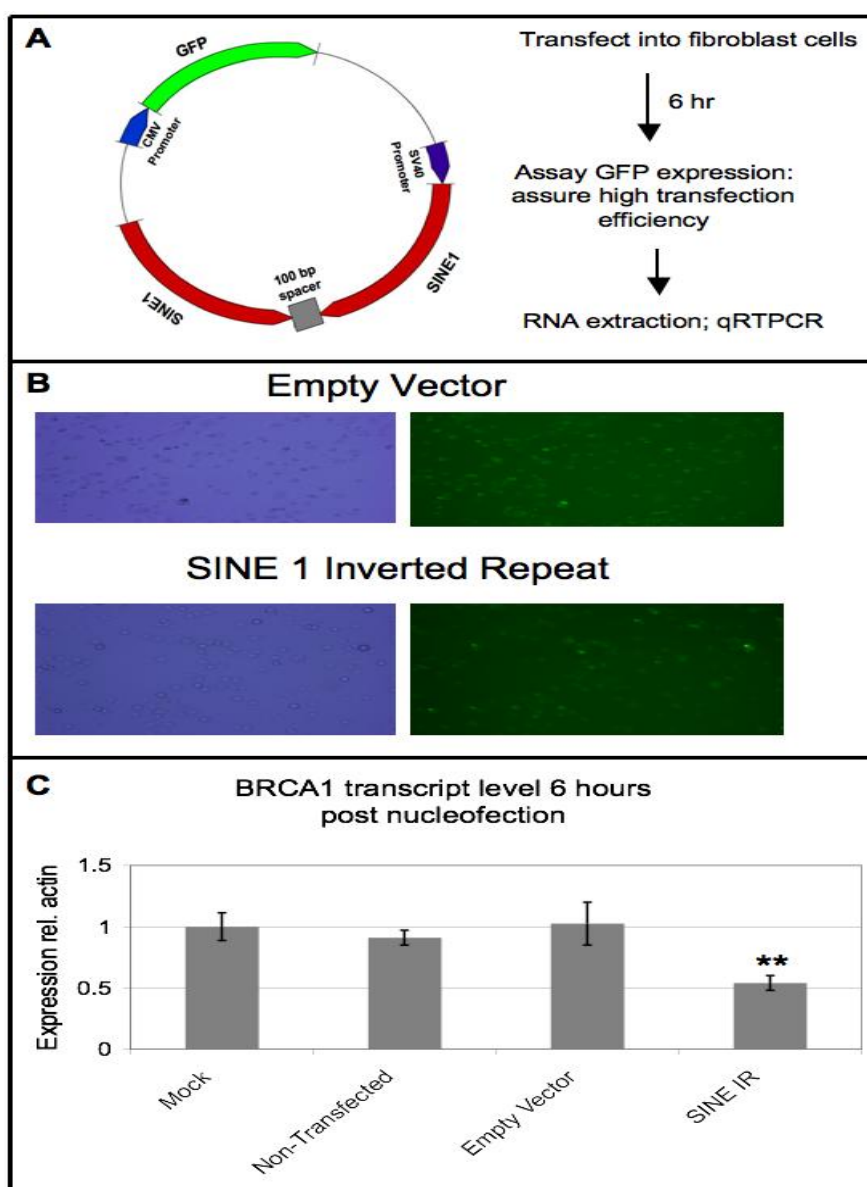 A
GFP
CMV
Promoter
SV40
Promoter
SINE1
100 bp
spacer
SINE1
Transfect into fibroblast cells
6 hr
Assay GFP expression:
assure high transfection
efficiency
RNA extraction; qRTPCR
B
Empty Vector
SINE 1 Inverted Repeat
C
BRCA1 transcript level 6 hours
post nucleofection
Expression rel. actin
1.5
1
0.5
0
**
Mock
Non-Transfected
Empty Vector
SINE IR